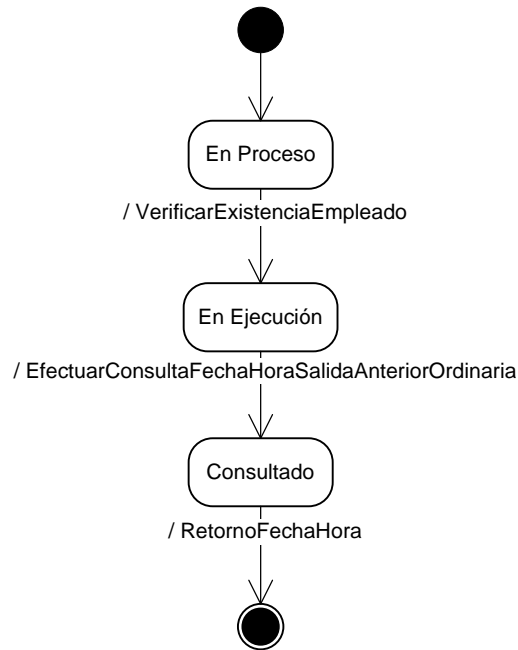 En Proceso
/ VerificarExistenciaEmpleado
En Ejecución
/ EfectuarConsultaFechaHoraSalidaAnteriorOrdinaria
Consultado
/ RetornoFechaHora